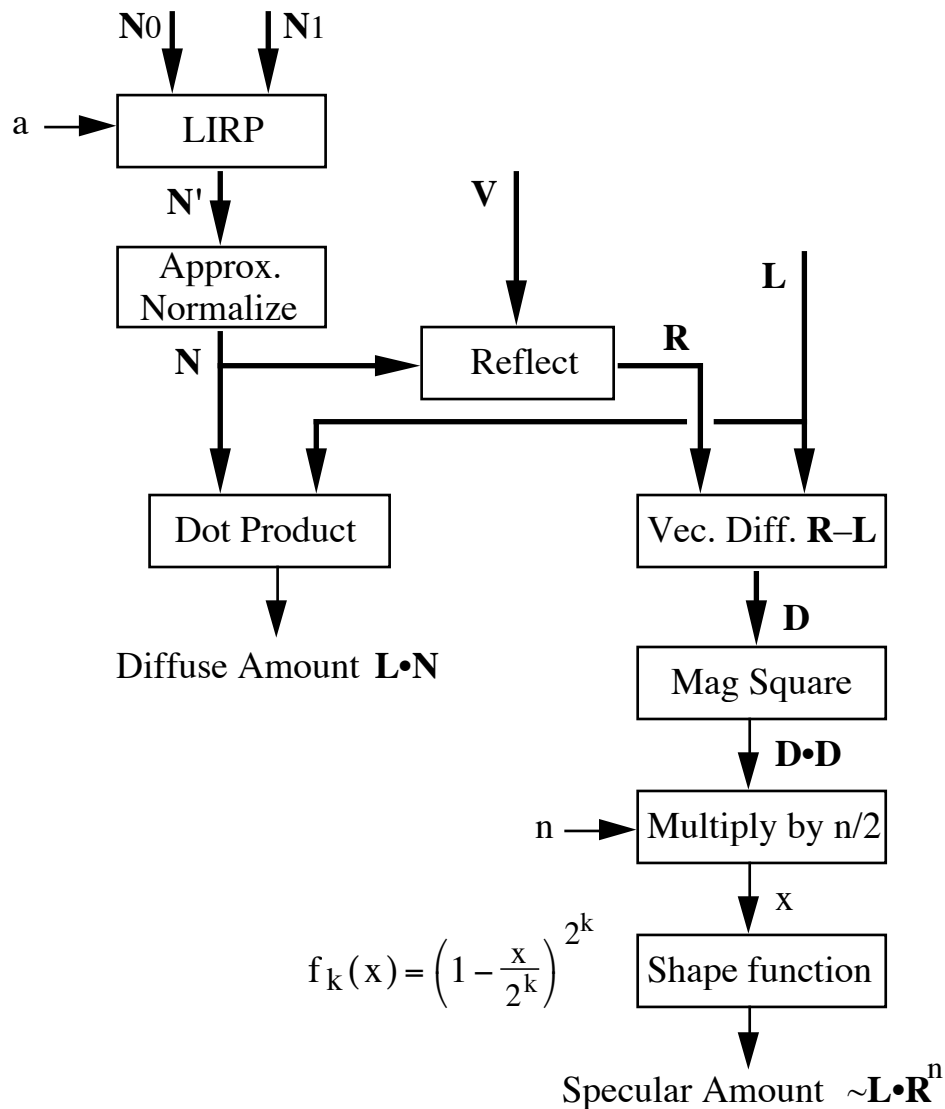 N0 N1
a
LIRP
N'
V
Approx.
Normalize
L
N
Reflect
R
Dot Product
Vec. Diff. R–L
D
Diffuse Amount L•N
Mag Square
D•D
n
Multiply by n/2
x
f k (x) = (1 − x/2^k)^2^k
Shape function
Specular Amount ~L•R^n